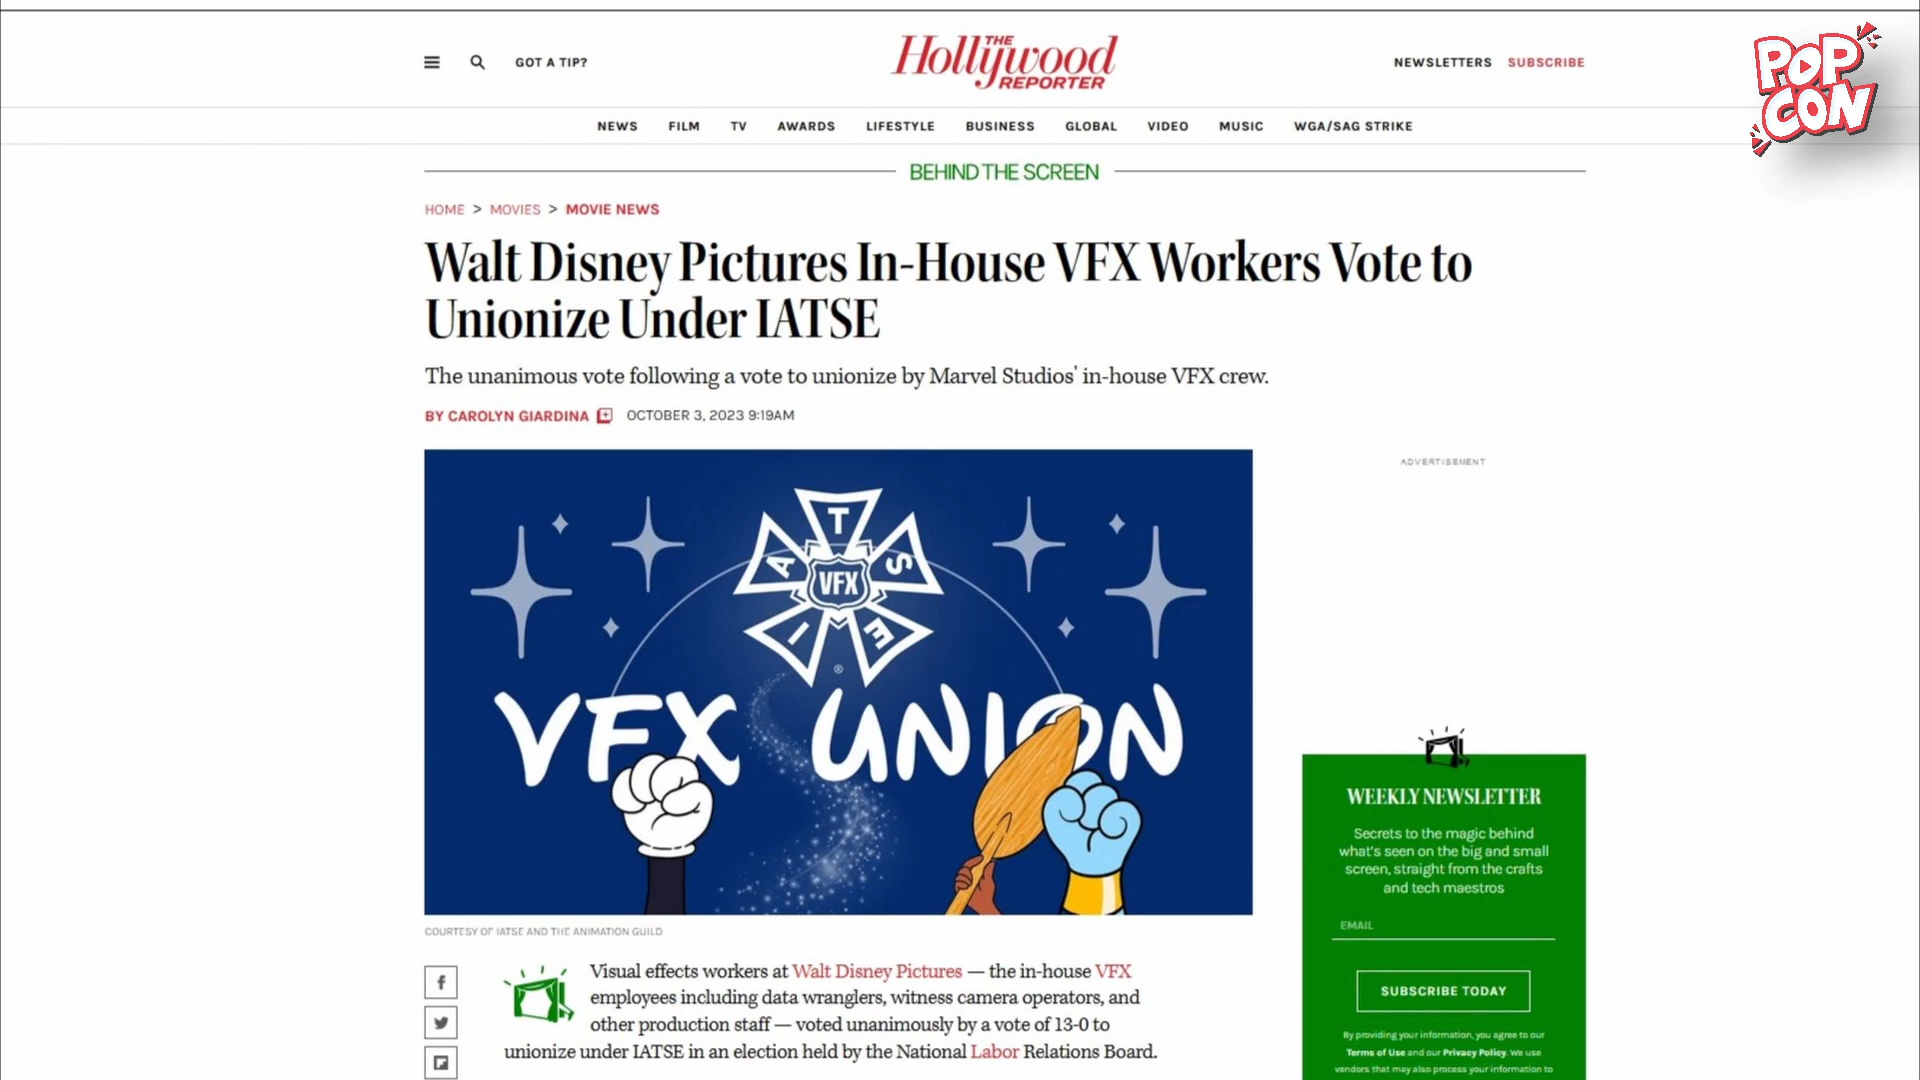 GOT A TIP?
THE
Hollywood
REPORTER
NEWSLETTERS SUBSCRIBE
POP
CON
NEWS FILM TV AWARDS LIFESTYLE BUSINESS GLOBAL VIDEO MUSIC WGA/SAG STRIKE
BEHIND THE SCREEN
HOME > MOVIES > MOVIE NEWS
Walt Disney Pictures In-House VFX Workers Vote to
Unionize Under IATSE
The unanimous vote following a vote to unionize by Marvel Studios' in-house VFX crew.
BY CAROLYN GIARDINA OCTOBER 3, 2023 9:19AM
ADVERTISEMENT
I A T S E
VFX
®
VFX UNION
COURTESY OF IATSE AND THE ANIMATION GUILD
Visual effects workers at Walt Disney Pictures — the in-house VFX
employees including data wranglers, witness camera operators, and
other production staff — voted unanimously by a vote of 13-0 to
unionize under IATSE in an election held by the National Labor Relations Board.
WEEKLY NEWSLETTER
Secrets to the magic behind
what's seen on the big and small
screen, straight from the crafts
and tech maestros
EMAIL
SUBSCRIBE TODAY
By providing your information, you agree to our
Terms of Use and our Privacy Policy. We use
vendors that may also process your information to